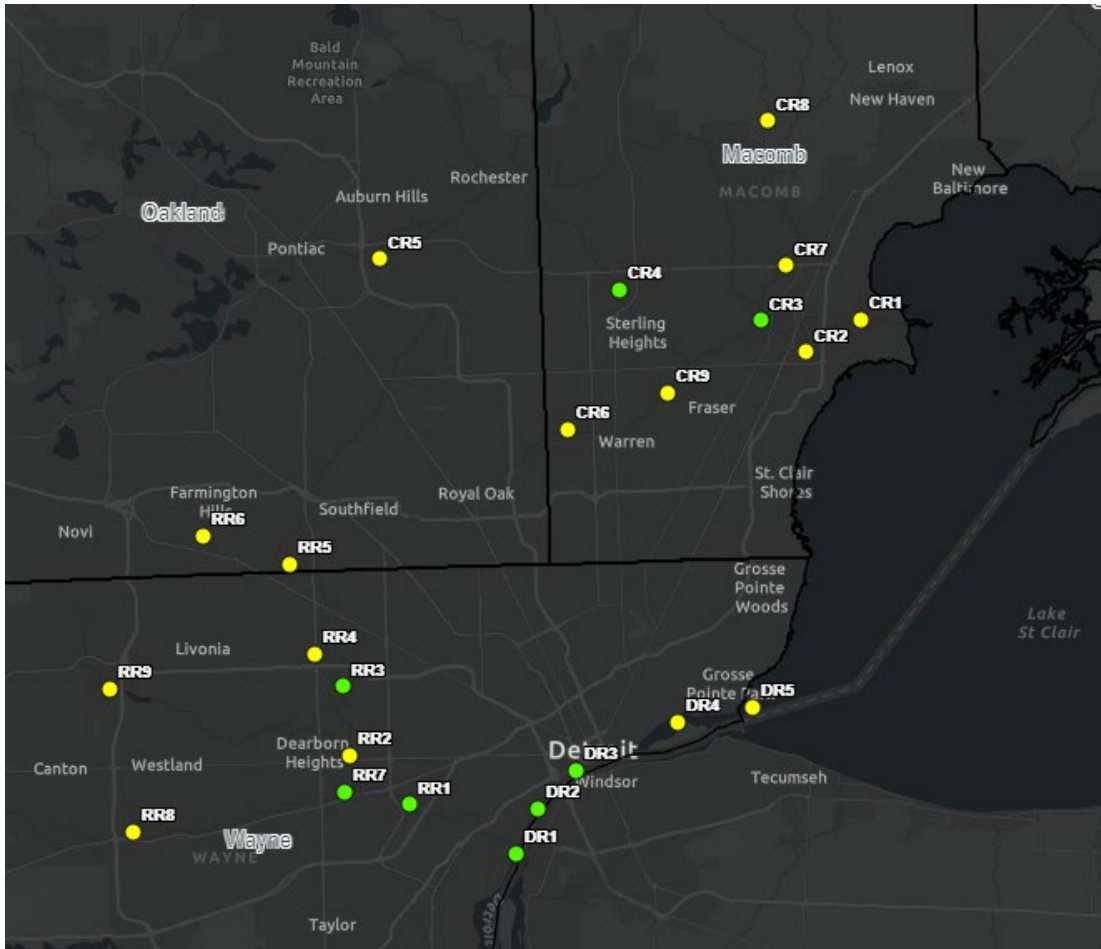 Bald
Mountain
Recreation
Area
Lenox
New Haven
CR8
Macomb
MACOMB
New
Baltimore
Rochester
Auburn Hills
Oakland
Pontiac
CR5
CR7
CR4
CR3
CR1
Sterling
Heights
CR2
CR9
Fraser
CR6
Warren
St. Clair
Shores
Royal Oak
Farmington
Hills
Southfield
Novi
RR6
RR5
Grosse
Pointe
Woods
Lake
St Clair
Livonia
RR4
RR9
RR3
Grosse
Pointe Park
DR5
DR4
Dearborn
Heights
RR2
Detroit
DR3
Canton
Westland
Windsor
Tecumseh
RR7
RR1
DR2
RR8
Wayne
WAYNE
DR1
Taylor